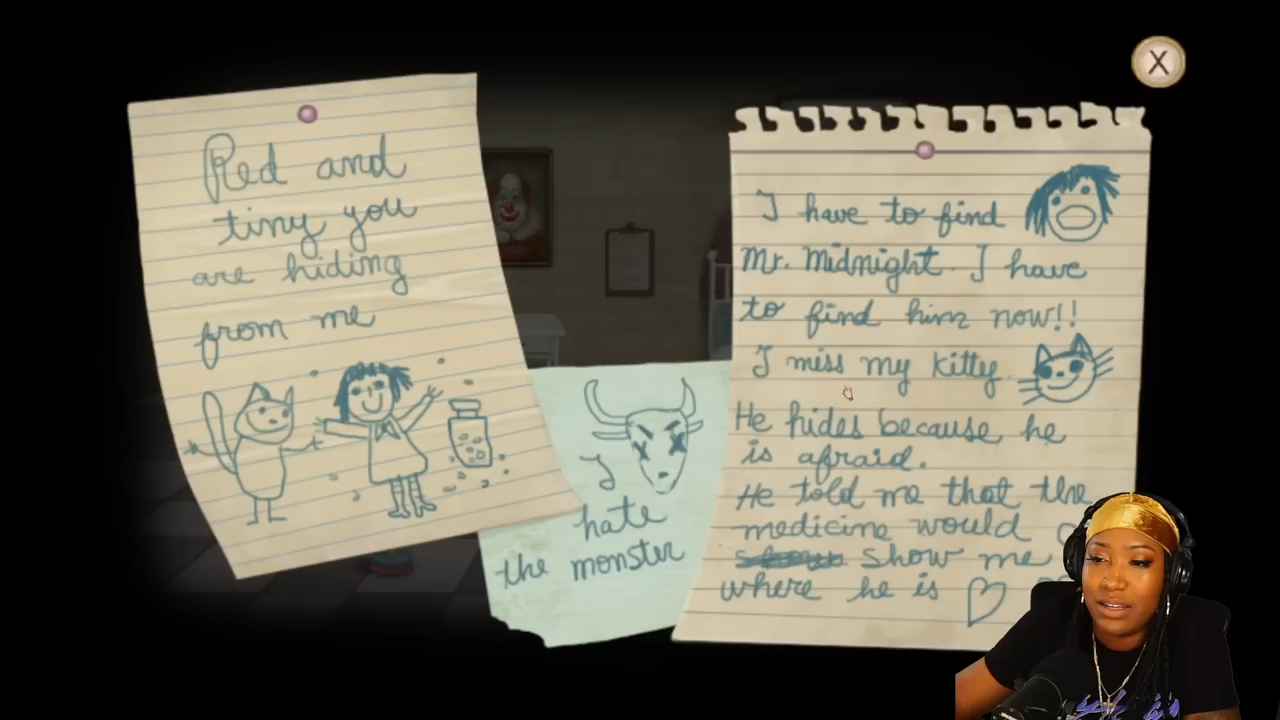 Red and
tiny you
are hiding
from me
I
hate
the monster
I have to find
Mr. Midnight. I have
to find him now!!
I miss my Kitty
He hides because he
is afraid.
He told me that the
medicine would
show me
where he is
X